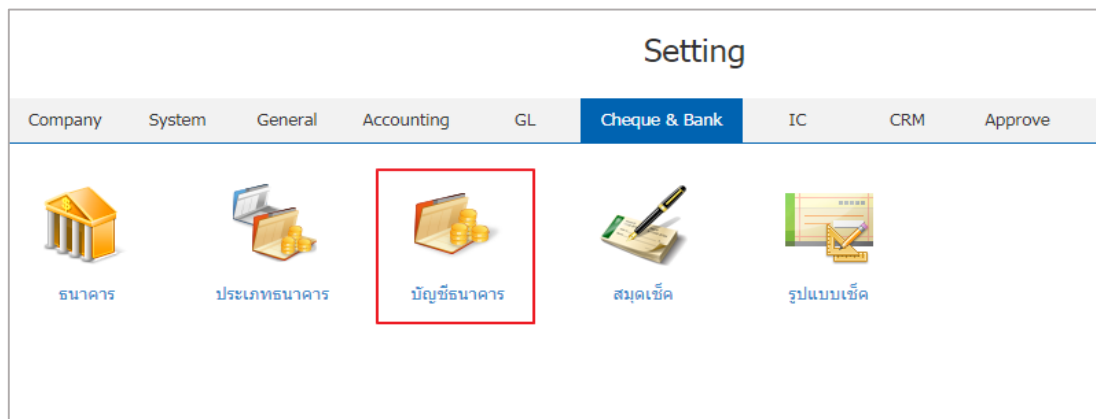 Setting
Company System General Accounting GL Cheque & Bank IC CRM Approve
ธนาคาร ประเภทธนาคาร บัญชีธนาคาร สมุดเช็ค รูปแบบเช็ค